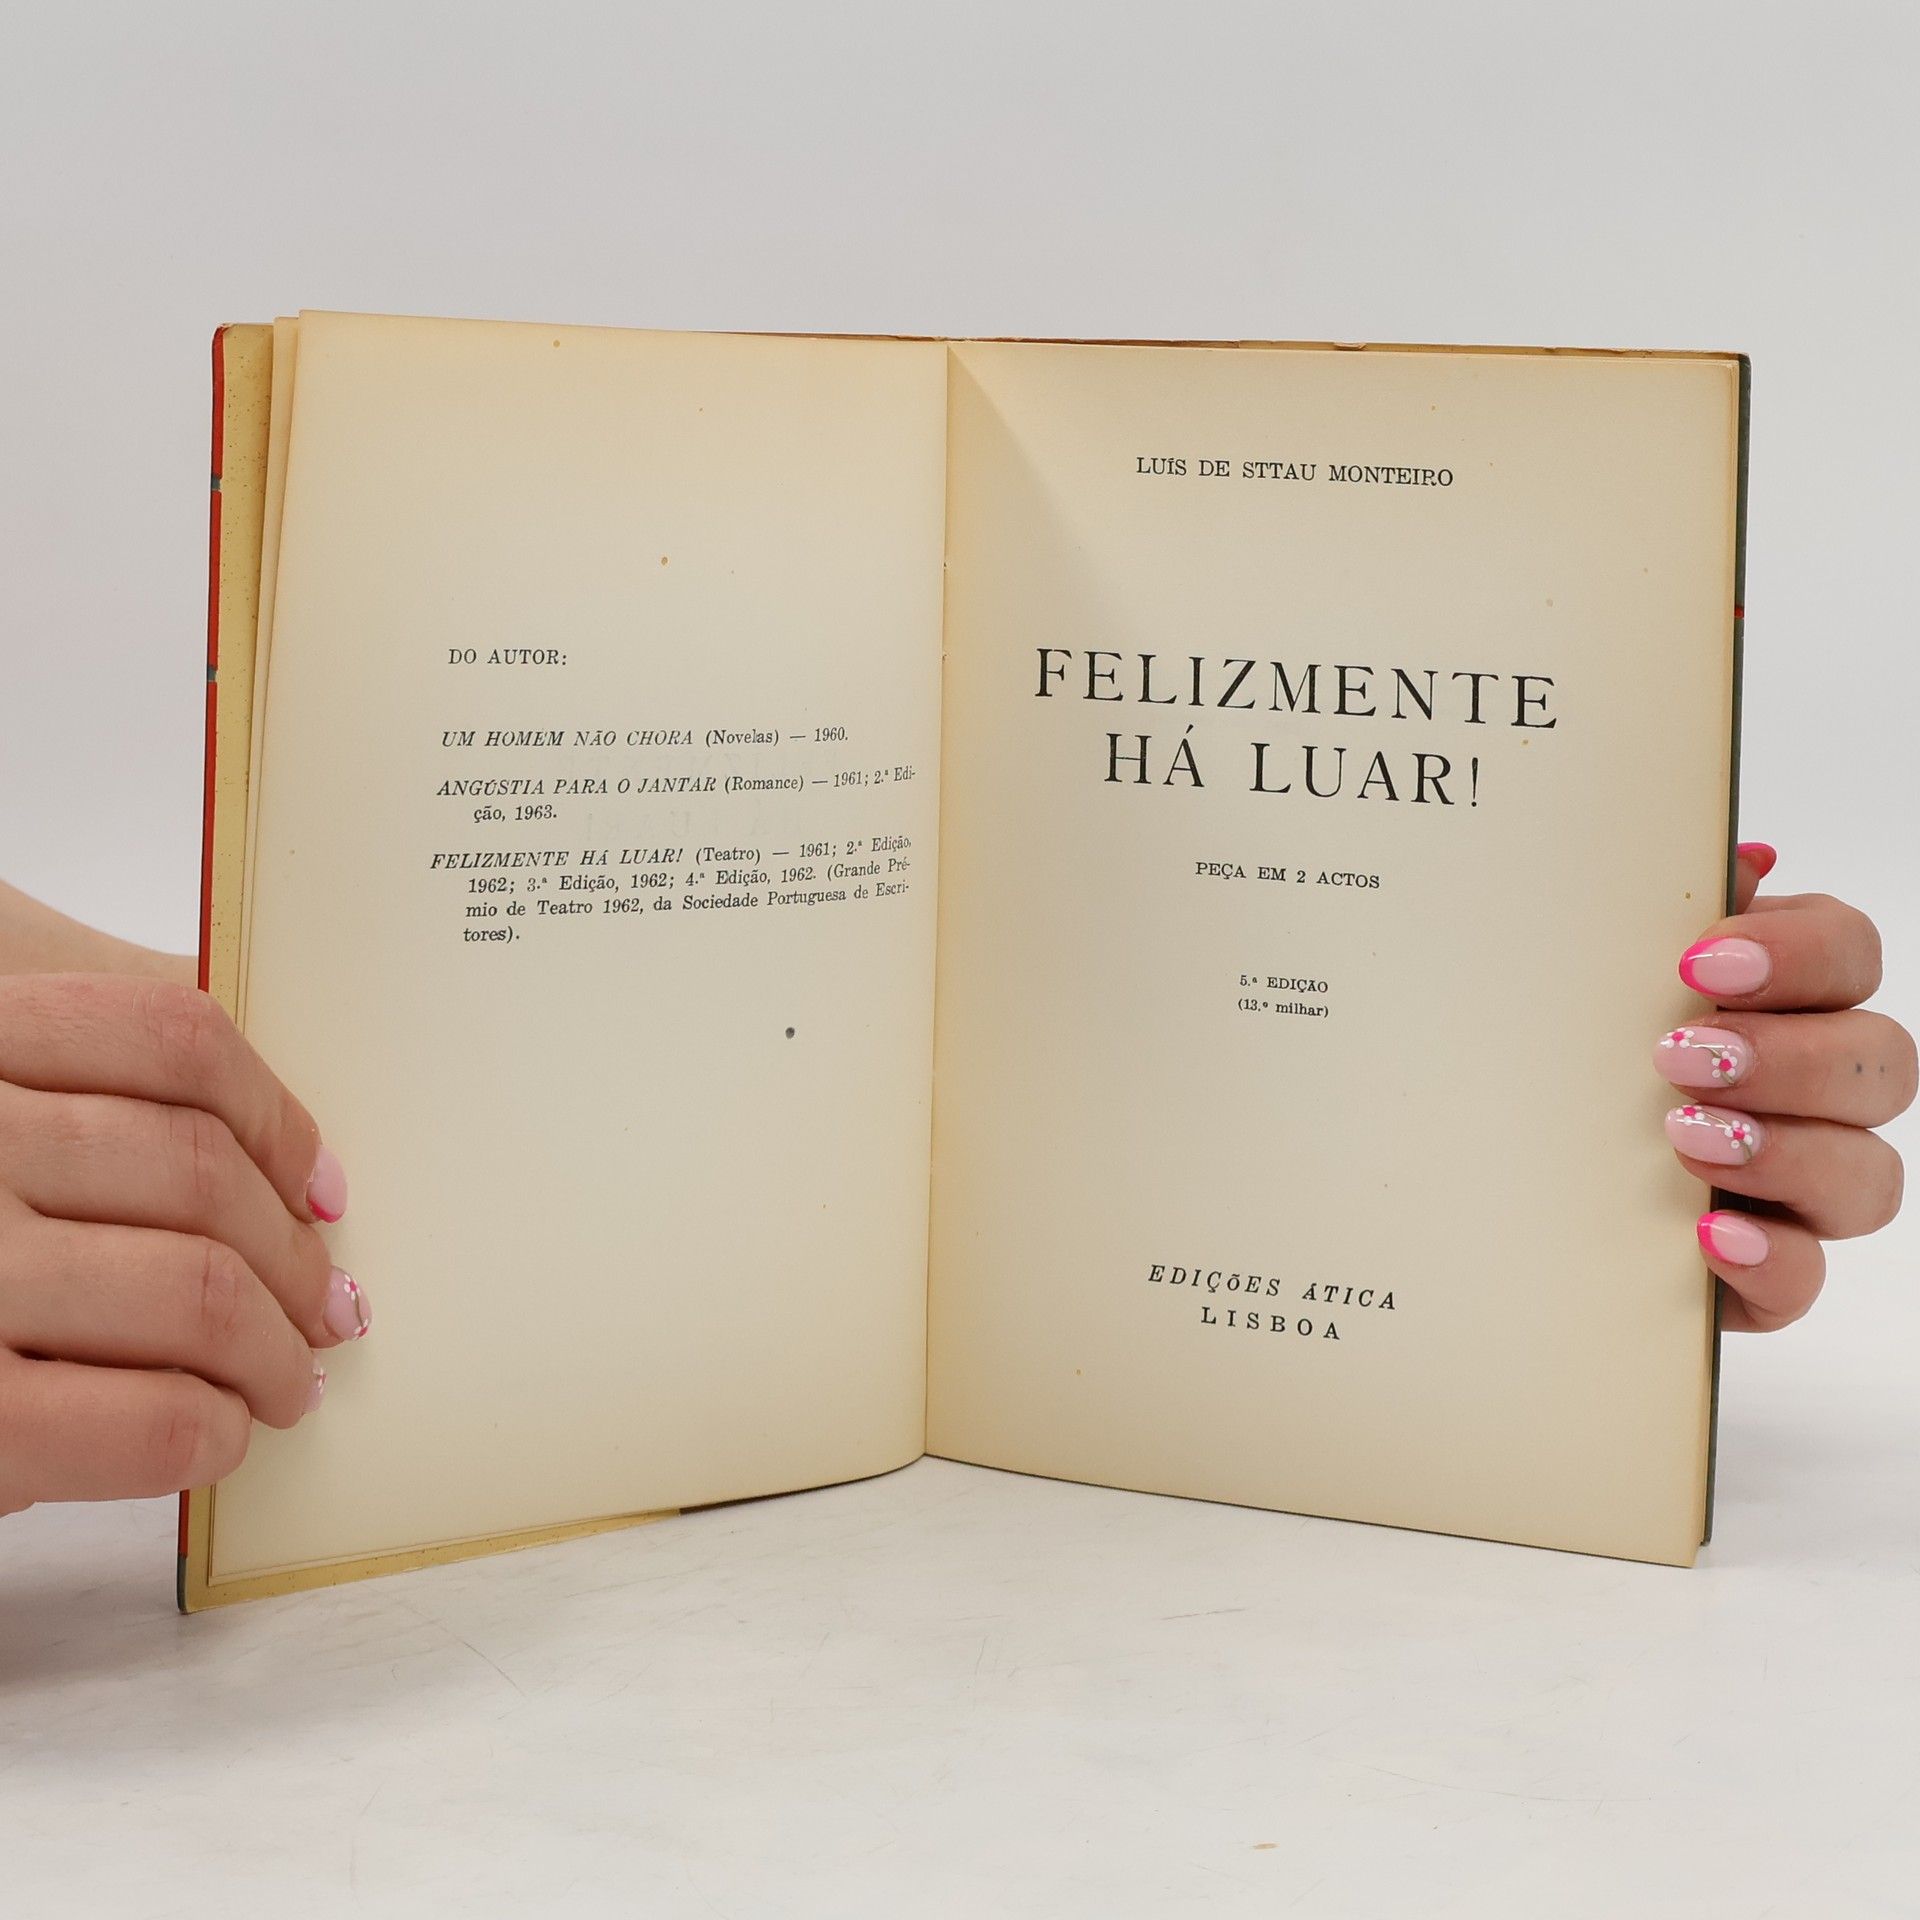 DO AUTOR:
UM HOMEM NÃO CHORA (Novelas) — 1960.
ANGÚSTIA PARA O JANTAR (Romance) — 1961; 2.ª Edi-
ção, 1963.
FELIZMENTE HÁ LUAR! (Teatro) — 1961; 2.ª Edição,
1962; 3.ª Edição, 1962; 4.ª Edição, 1962. (Grande Pré-
mio de Teatro 1962, da Sociedade Portuguesa de Escri-
tores).
LUÍS DE STTAU MONTEIRO
FELIZMENTE
HÁ LUAR!
PEÇA EM 2 ACTOS
5.ª EDIÇÃO
(13.º milhar)
EDIÇÕES ÁTICA
LISBOA